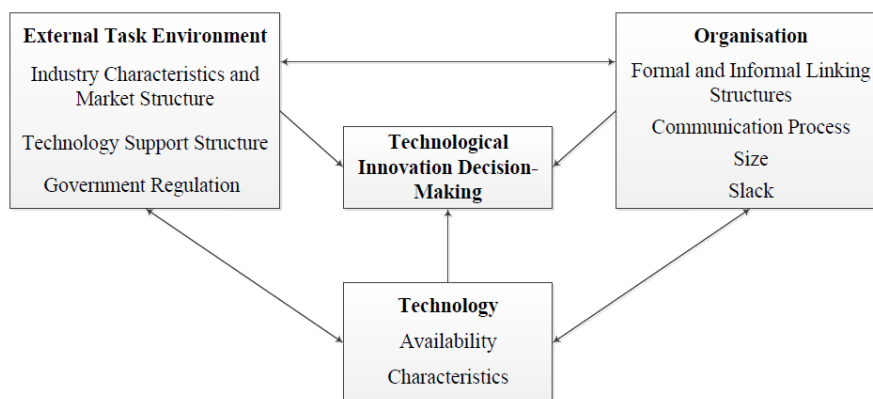 External Task Environment
Industry Characteristics and
Market Structure
Technology Support Structure
Government Regulation
Technological
Innovation Decision-
Making
Organisation
Formal and Informal Linking
Structures
Communication Process
Size
Slack
Technology
Availability
Characteristics